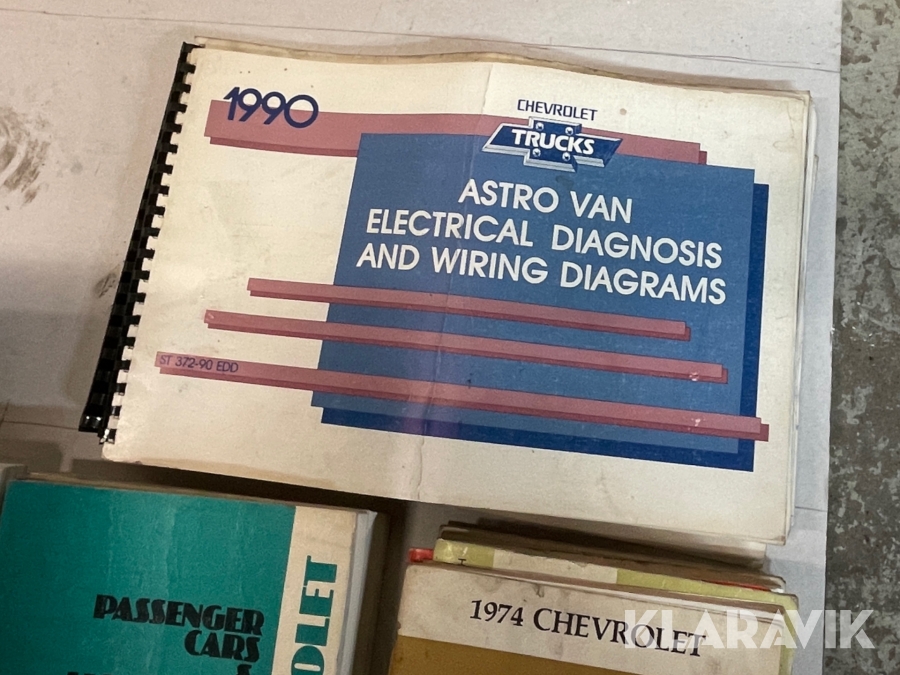 1990
CHEVROLET
TRUCKS
ASTRO VAN
ELECTRICAL DIAGNOSIS
AND WIRING DIAGRAMS
ST 372-90 EDD
PASSENGER
CARS
&
1974 CHEVROLET
KLARAVIK